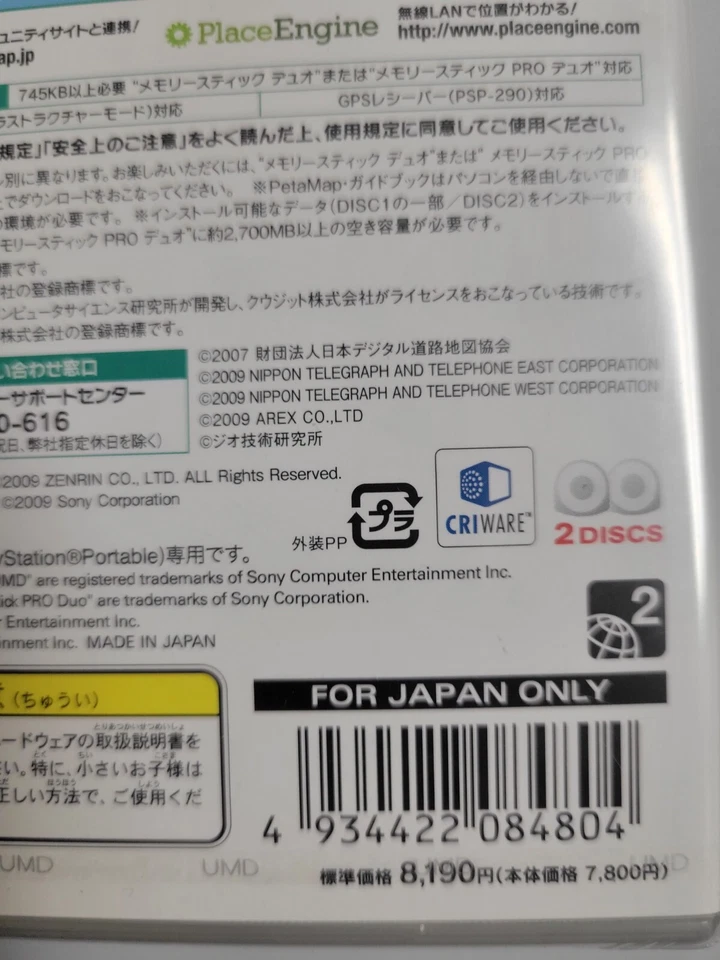 ュニティサイトと連携!
ap.jp
PlaceEngine
無線LANで位置がわかる!
http://www.placeengine.com
745KB以上必要 "メモリースティック デュオ"または"メモリースティック PRO デュオ"対応
ラストラクチャーモード)対応
GPSレシーバー(PSP-290)対応
規定」「安全上のご注意」をよく読んだ上、使用規定に同意してご使用ください。
別に異なります。お楽しみいただくには、"メモリースティック デュオ"または" メモリースティック PRO
でダウンロードをおこなってください。 ※PetaMap・ガイドブックはパソコンを経由しないで直
の環境が必要です。 ※インストール可能なデータ(DISC1の一部/DISC2)をインストールす
モリースティック PRO デュオ"に約2,700MB以上の空き容量が必要です。
標です。
社の登録商標です。
ンピュータサイエンス研究所が開発し、クウジット株式会社がライセンスをおこなっている技術です。
株式会社の登録商標です。
い合わせ窓口
ーサポートセンター
0-616
祝日、弊社指定休日を除く)
©2007 財団法人日本デジタル道路地図協会
©2009 NIPPON TELEGRAPH AND TELEPHONE EAST CORPORATION
©2009 NIPPON TELEGRAPH AND TELEPHONE WEST CORPORATION
©2009 AREX CO.,LTD
©ジオ技術研究所
©2009 ZENRIN CO., LTD. ALL Rights Reserved.
©2009 Sony Corporation
外装PP
プラ
CRIWARE™
2 DISCS
yStation®Portable)専用です。
UMD" are registered trademarks of Sony Computer Entertainment Inc.
ick PRO Duo" are trademarks of Sony Corporation.
r Entertainment Inc.
inment Inc. MADE IN JAPAN
2
(ちゅうい)
FOR JAPAN ONLY
とりあつかいせつめいしょ
ードウェアの取扱説明書を
い。特に、小さいお子様は
正しい方法で、ご使用くだ
4 934422 084804
UMD UMD UMD UMD
標準価格 8,190円(本体価格 7,800円)